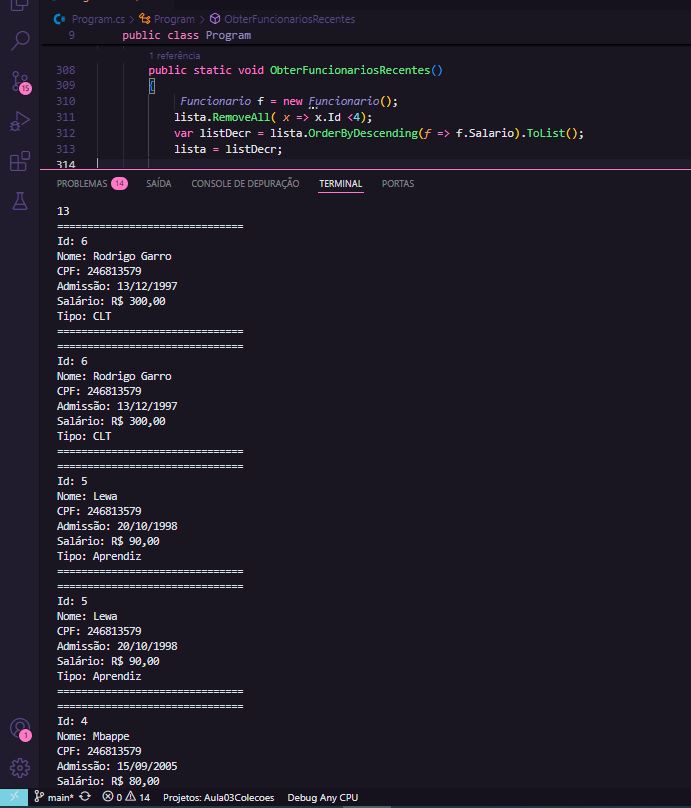 Program.cs > Program > ObterFuncionariosRecentes
9 public class Program
1 referência
308 public static void ObterFuncionariosRecentes()
309 {
310 Funcionario f = new Funcionario();
311 lista.RemoveAll( x => x.Id <4);
312 var listDecr = lista.OrderByDescending(f => f.Salario).ToList();
313 lista = listDecr;
314
PROBLEMAS 14 SAÍDA CONSOLE DE DEPURAÇÃO TERMINAL PORTAS
13
===============================
Id: 6
Nome: Rodrigo Garro
CPF: 246813579
Admissão: 13/12/1997
Salário: R$ 300,00
Tipo: CLT
===============================
===============================
Id: 6
Nome: Rodrigo Garro
CPF: 246813579
Admissão: 13/12/1997
Salário: R$ 300,00
Tipo: CLT
===============================
===============================
Id: 5
Nome: Lewa
CPF: 246813579
Admissão: 20/10/1998
Salário: R$ 90,00
Tipo: Aprendiz
===============================
===============================
Id: 5
Nome: Lewa
CPF: 246813579
Admissão: 20/10/1998
Salário: R$ 90,00
Tipo: Aprendiz
===============================
===============================
Id: 4
Nome: Mbappe
CPF: 246813579
Admissão: 15/09/2005
Salário: R$ 80,00
15
1
main* 0 14 Projetos: Aula03Colecoes Debug Any CPU